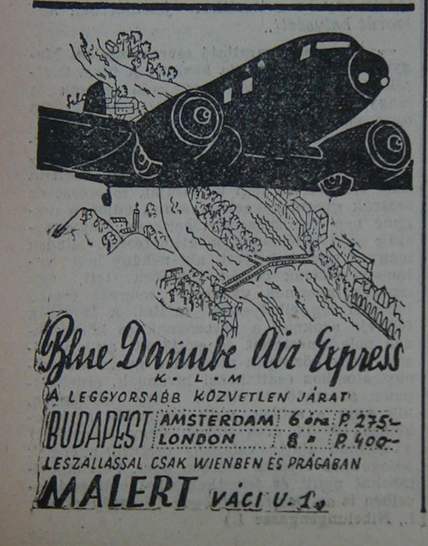 Blue Danube Air Express
K.L.M
A LEGGYORSABB KÖZVETLEN JÁRAT
BUDAPEST AMSTERDAM 6 óra P. 275-
LONDON 8 " P. 400-
LESZÁLLÁSSAL CSAK WIENBEN ÉS PRÁGÁBAN
MALERT VÁCI U. 1.